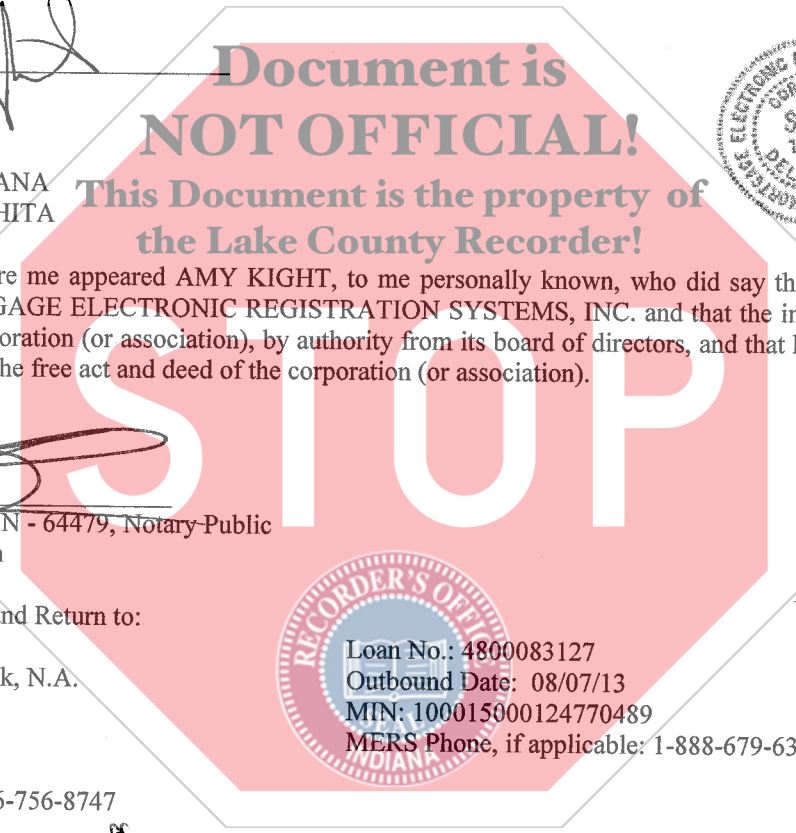 Document is
NOT OFFICIAL!
This Document is the property of
the Lake County Recorder!
ANA
HITA
re me appeared AMY KIGHT, to me personally known, who did say th
GAGE ELECTRONIC REGISTRATION SYSTEMS, INC. and that the in
oration (or association), by authority from its board of directors, and that
he free act and deed of the corporation (or association).
STOP
N - 64479, Notary Public
nd Return to:
k, N.A.
RECORDER'S OFFICE
SEAL
INDIANA
Loan No.: 4800083127
Outbound Date: 08/07/13
MIN: 100015000124770489
MERS Phone, if applicable: 1-888-679-63
6-756-8747